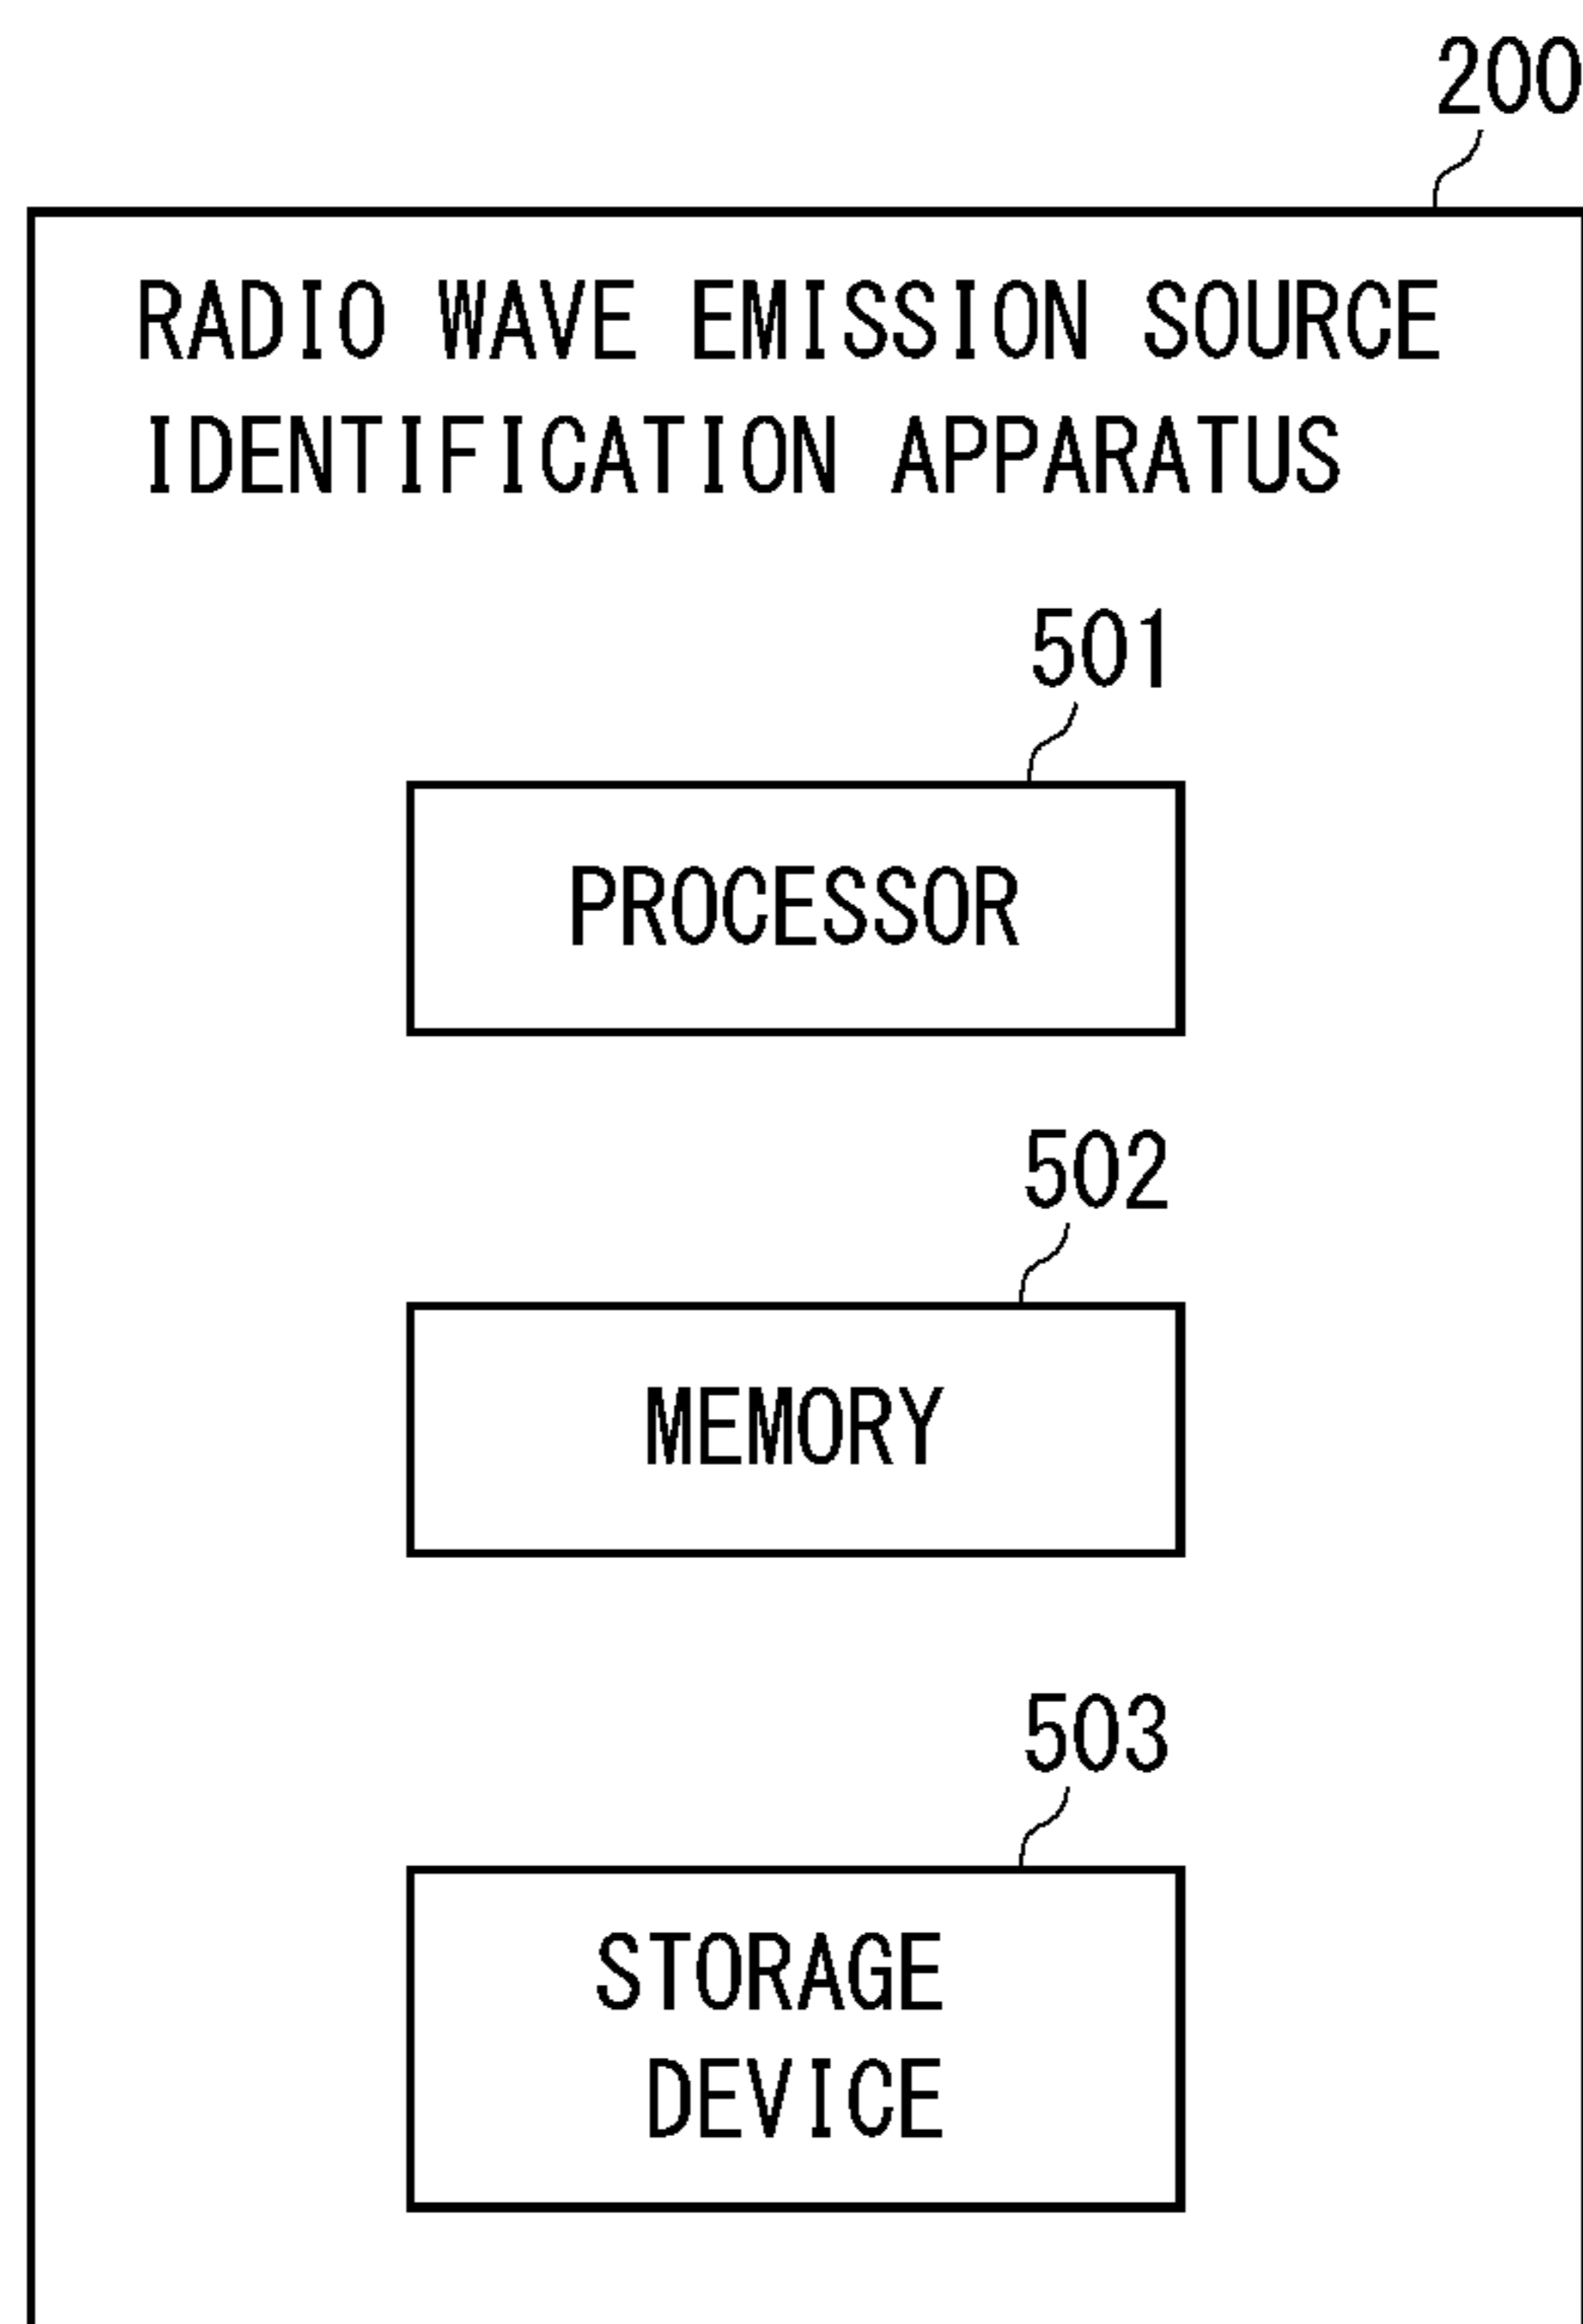 200
RADIO WAVE EMISSION SOURCE
IDENTIFICATION APPARATUS
501
PROCESSOR
502
MEMORY
503
STORAGE
DEVICE